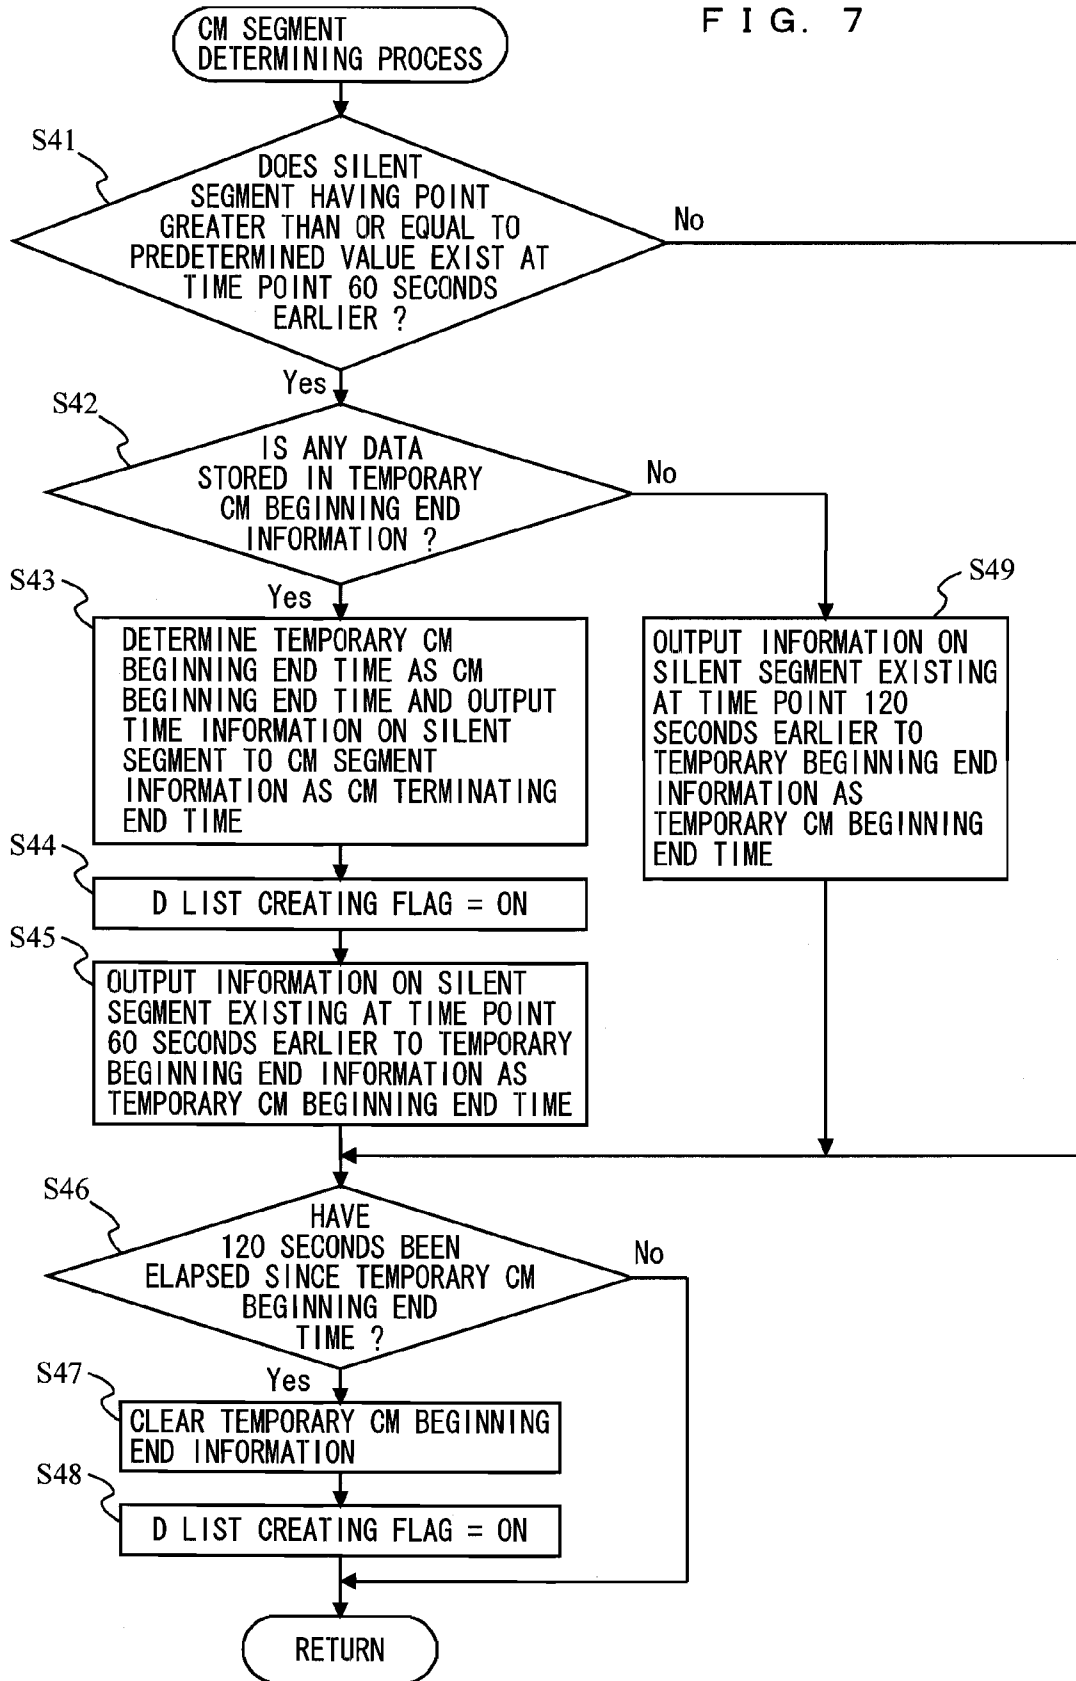 FIG. 7
CM SEGMENT
DETERMINING PROCESS
S41
DOES SILENT
SEGMENT HAVING POINT
GREATER THAN OR EQUAL TO
PREDETERMINED VALUE EXIST AT
TIME POINT 60 SECONDS
EARLIER ?
No
Yes
S42
IS ANY DATA
STORED IN TEMPORARY
CM BEGINNING END
INFORMATION ?
No
Yes
S43
DETERMINE TEMPORARY CM
BEGINNING END TIME AS CM
BEGINNING END TIME AND OUTPUT
TIME INFORMATION ON SILENT
SEGMENT TO CM SEGMENT
INFORMATION AS CM TERMINATING
END TIME
S49
OUTPUT INFORMATION ON
SILENT SEGMENT EXISTING
AT TIME POINT 120
SECONDS EARLIER TO
TEMPORARY BEGINNING END
INFORMATION AS
TEMPORARY CM BEGINNING
END TIME
S44
D LIST CREATING FLAG = ON
S45
OUTPUT INFORMATION ON SILENT
SEGMENT EXISTING AT TIME POINT
60 SECONDS EARLIER TO TEMPORARY
BEGINNING END INFORMATION AS
TEMPORARY CM BEGINNING END TIME
S46
HAVE
120 SECONDS BEEN
ELAPSED SINCE TEMPORARY CM
BEGINNING END
TIME ?
No
Yes
S47
CLEAR TEMPORARY CM BEGINNING
END INFORMATION
S48
D LIST CREATING FLAG = ON
RETURN